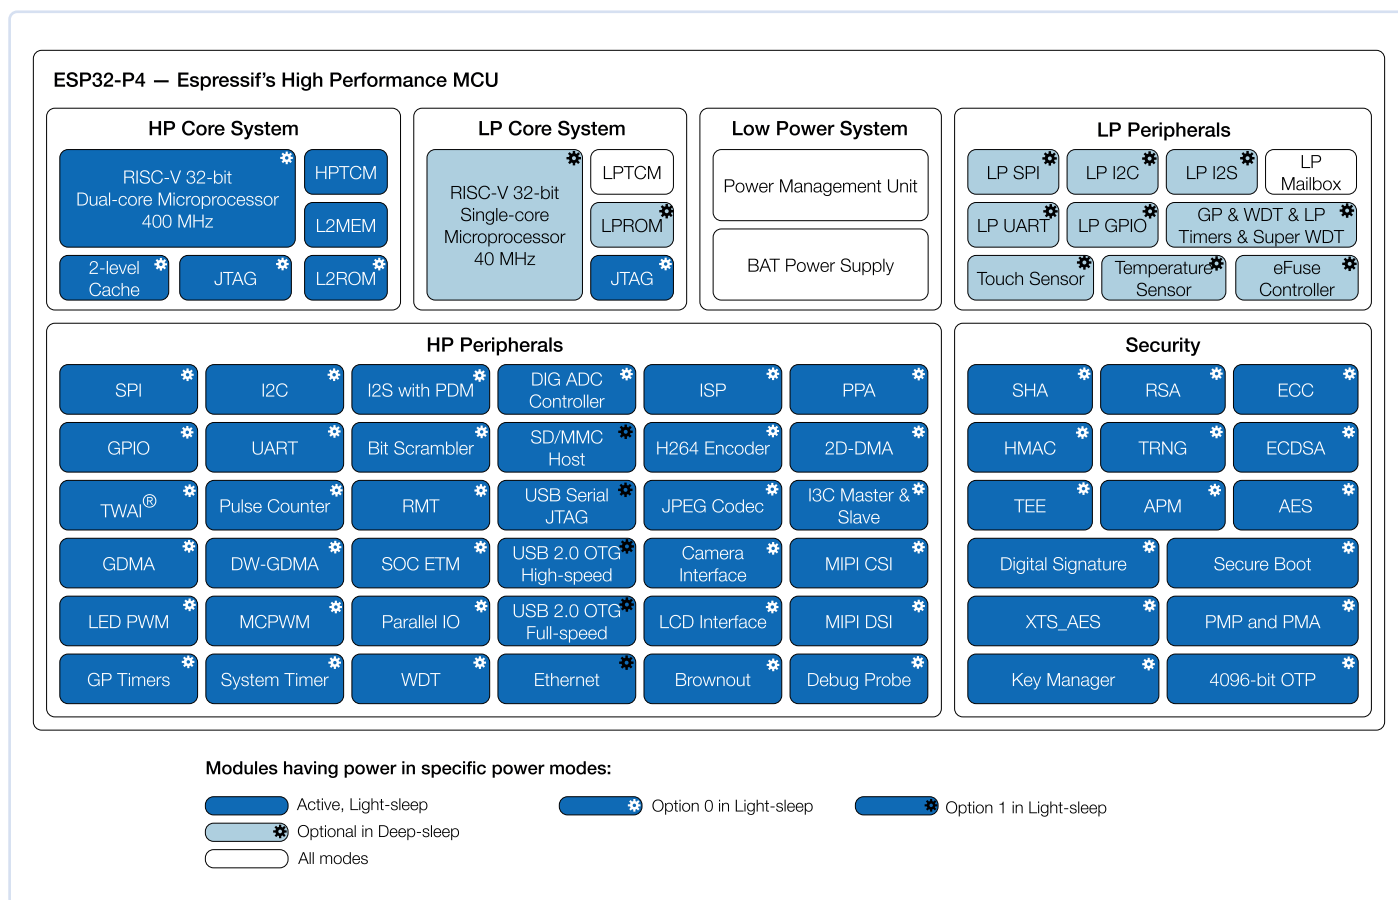 ESP32-P4 — Espressif's High Performance MCU
HP Core System
RISC-V 32-bit
Dual-core Microprocessor
400 MHz
HPTCM
L2MEM
2-level
Cache
JTAG
L2ROM
LP Core System
RISC-V 32-bit
Single-core
Microprocessor
40 MHz
LPTCM
LPROM
JTAG
Low Power System
Power Management Unit
BAT Power Supply
LP Peripherals
LP SPI
LP I2C
LP I2S
LP
Mailbox
LP UART
LP GPIO
GP & WDT & LP
Timers & Super WDT
Touch Sensor
Temperature
Sensor
eFuse
Controller
HP Peripherals
SPI
I2C
I2S with PDM
DIG ADC
Controller
ISP
PPA
GPIO
UART
Bit Scrambler
SD/MMC
Host
H264 Encoder
2D-DMA
TWAI®
Pulse Counter
RMT
USB Serial
JTAG
JPEG Codec
I3C Master &
Slave
GDMA
DW-GDMA
SOC ETM
USB 2.0 OTG
High-speed
Camera
Interface
MIPI CSI
LED PWM
MCPWM
Parallel IO
USB 2.0 OTG
Full-speed
LCD Interface
MIPI DSI
GP Timers
System Timer
WDT
Ethernet
Brownout
Debug Probe
Security
SHA
RSA
ECC
HMAC
TRNG
ECDSA
TEE
APM
AES
Digital Signature
Secure Boot
XTS_AES
PMP and PMA
Key Manager
4096-bit OTP
Modules having power in specific power modes:
Active, Light-sleep
Option 0 in Light-sleep
Option 1 in Light-sleep
Optional in Deep-sleep
All modes